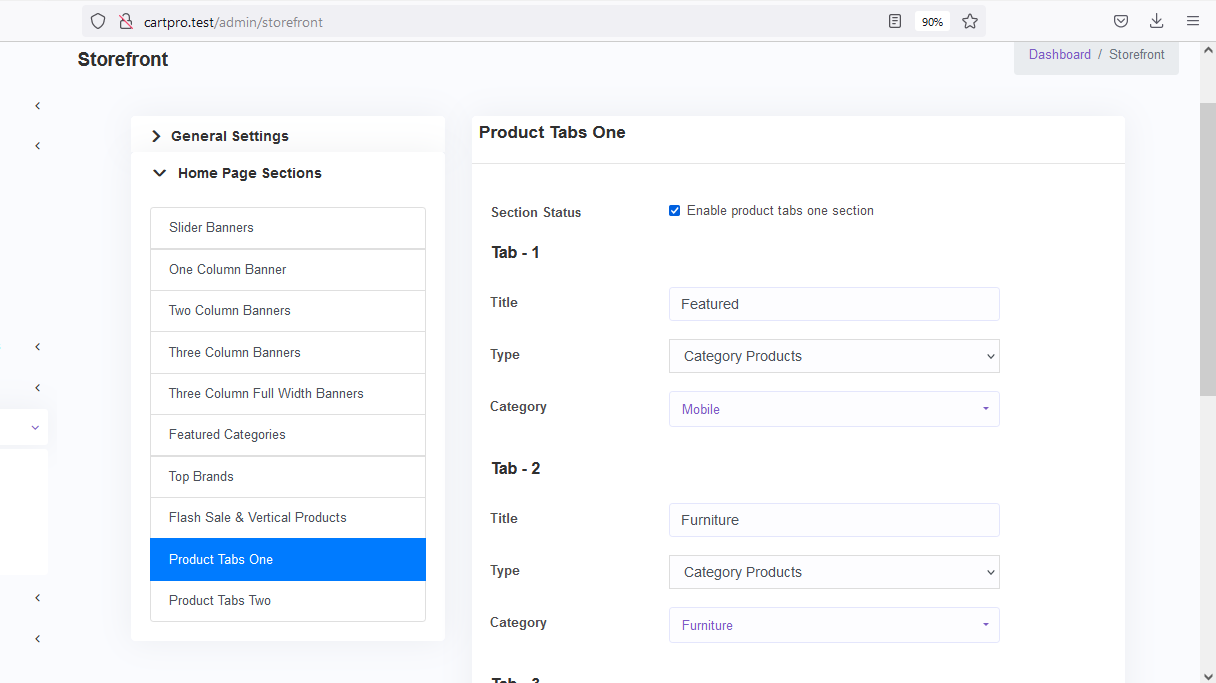 cartpro.test/admin/storefront
90%
Storefront
Dashboard / Storefront
General Settings
Home Page Sections
Slider Banners
One Column Banner
Two Column Banners
Three Column Banners
Three Column Full Width Banners
Featured Categories
Top Brands
Flash Sale & Vertical Products
Product Tabs One
Product Tabs Two
Product Tabs One
Section Status
Enable product tabs one section
Tab - 1
Title
Featured
Type
Category Products
Category
Mobile
Tab - 2
Title
Furniture
Type
Category Products
Category
Furniture
Tab - 3